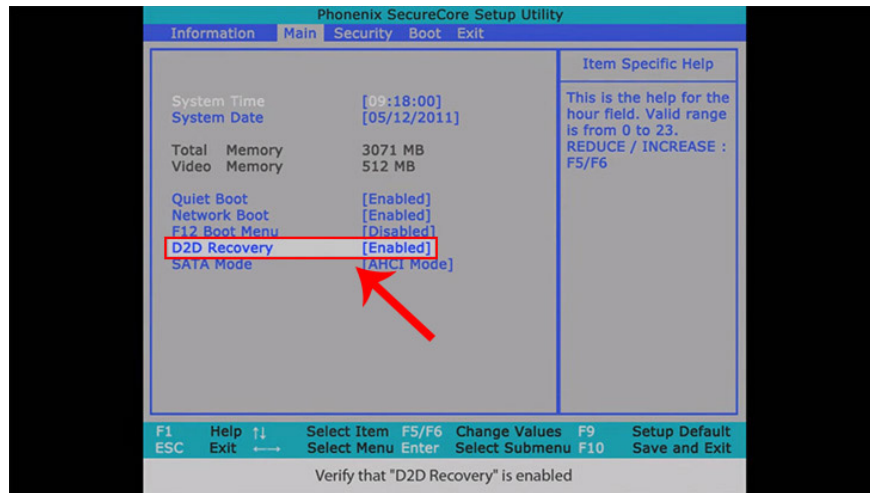 Phonenix SecureCore Setup Utility
Information Main Security Boot Exit
Item Specific Help
System Time [09:18:00]
System Date [05/12/2011]
Total Memory 3071 MB
Video Memory 512 MB
Quiet Boot [Enabled]
Network Boot [Enabled]
F12 Boot Menu [Disabled]
D2D Recovery [Enabled]
SATA Mode [AHCI Mode]
This is the help for the
hour field. Valid range
is from 0 to 23.
REDUCE / INCREASE :
F5/F6
F1 Help ↑↓ Select Item F5/F6 Change Values F9 Setup Default
ESC Exit ←→ Select Menu Enter Select Submenu F10 Save and Exit
Verify that "D2D Recovery" is enabled